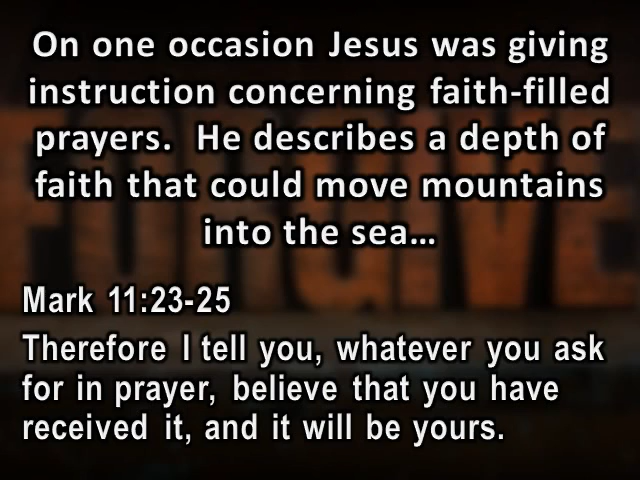 FORGIVE
On one occasion Jesus was giving
instruction concerning faith-filled
prayers.  He describes a depth of
faith that could move mountains
into the sea…
Mark 11:23-25
Therefore I tell you, whatever you ask
for in prayer, believe that you have
received it, and it will be yours.